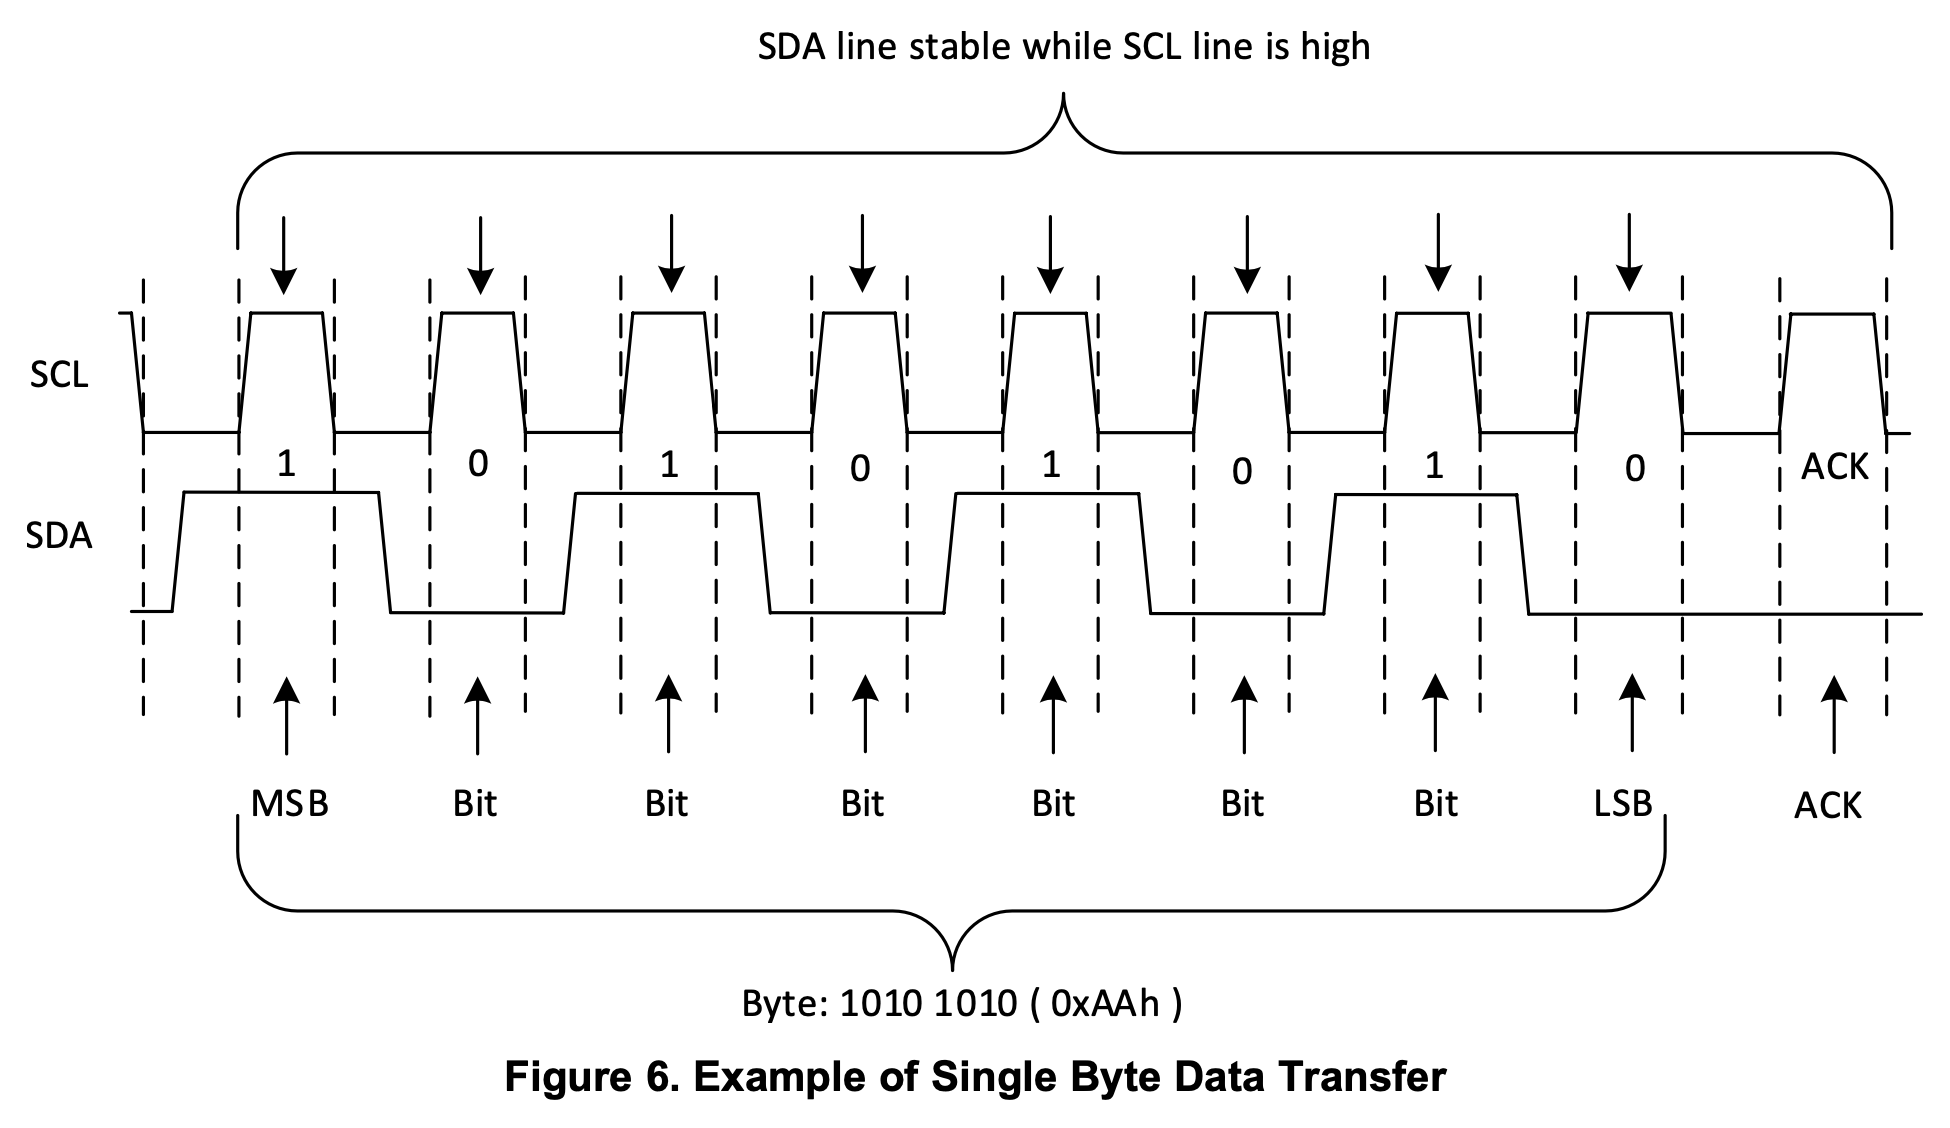 SDA line stable while SCL line is high
SCL
1 0 1 0 1 0 1 0 ACK
SDA
MSB Bit Bit Bit Bit Bit Bit LSB ACK
Byte: 1010 1010 ( 0xAAh )
Figure 6. Example of Single Byte Data Transfer